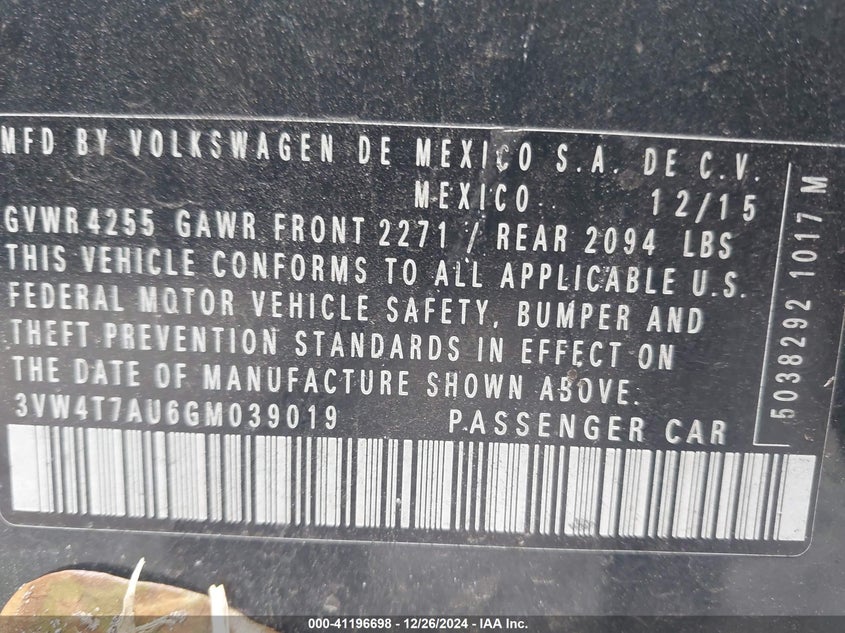 MFD BY VOLKSWAGEN DE MEXICO S.A. DE C.V.
MEXICO 12/15
GVWR 4255 GAWR FRONT 2271 / REAR 2094 LBS
THIS VEHICLE CONFORMS TO ALL APPLICABLE U.S.
FEDERAL MOTOR VEHICLE SAFETY, BUMPER AND
THEFT PREVENTION STANDARDS IN EFFECT ON
THE DATE OF MANUFACTURE SHOWN ABOVE.
3VW4T7AU6GM039019 PASSENGER CAR
5038292 1017 M
000-41196698 - 12/26/2024 - IAA Inc.